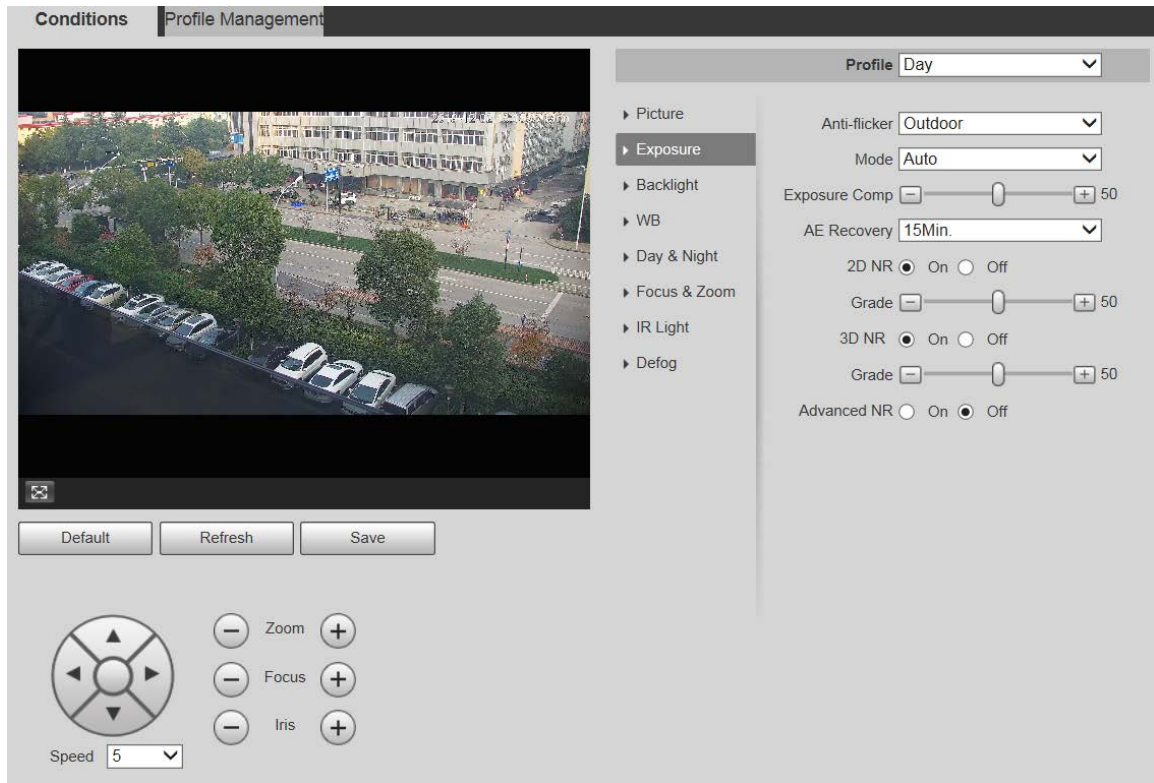 Conditions
Profile Management
Profile Day
Picture
Exposure
Backlight
WB
Day & Night
Focus & Zoom
IR Light
Defog
Anti-flicker Outdoor
Mode Auto
Exposure Comp 50
AE Recovery 15Min.
2D NR On Off
Grade 50
3D NR On Off
Grade 50
Advanced NR On Off
Default Refresh Save
Zoom
Focus
Iris
Speed 5